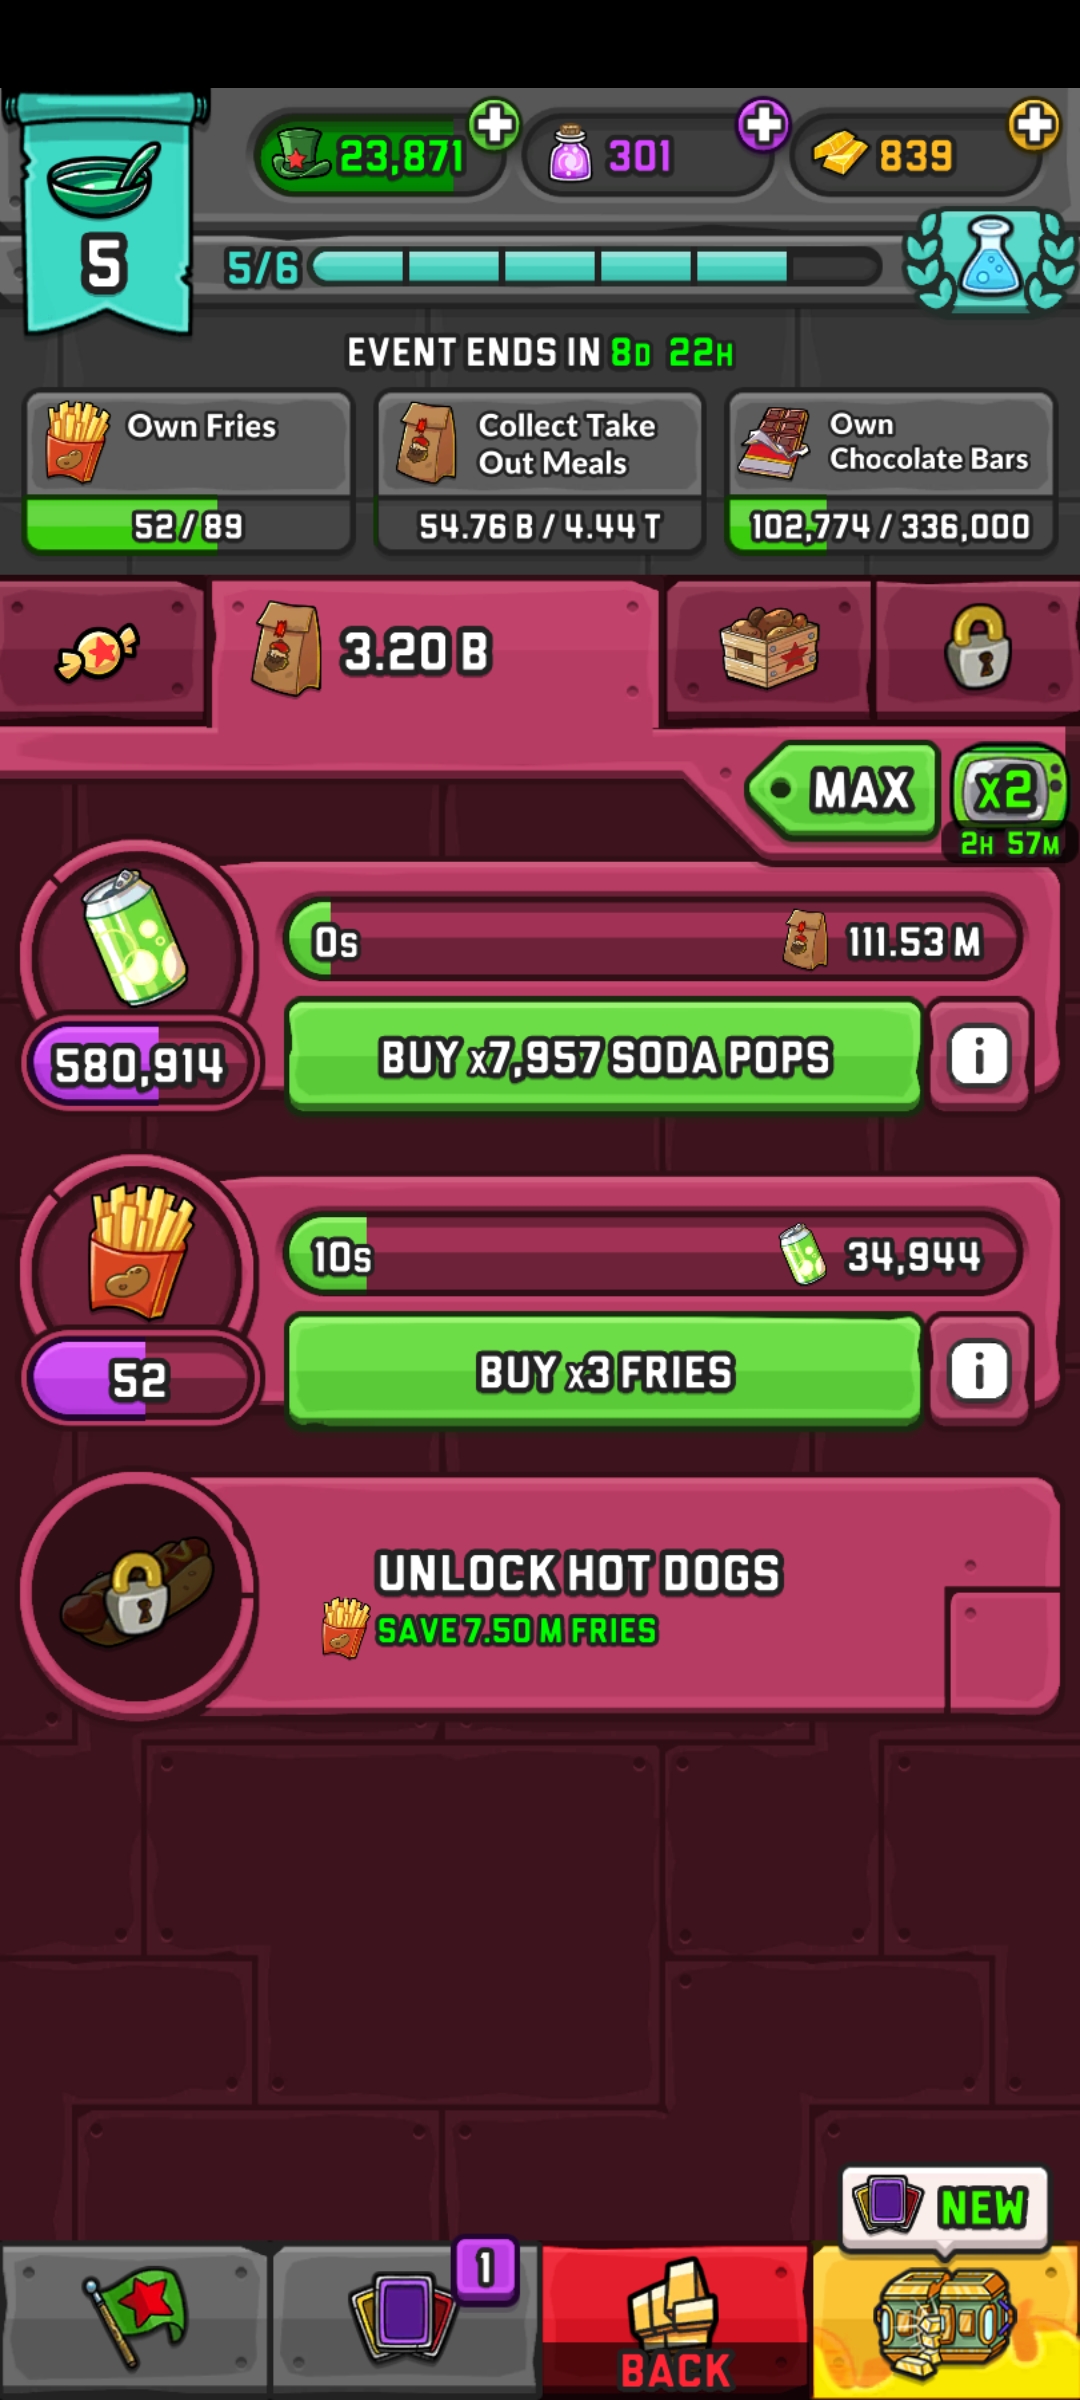 5
23,871
301
839
5/6
EVENT ENDS IN 8D 22H
Own Fries
52/89
Collect Take
Out Meals
54.76 B / 4.44 T
Own
Chocolate Bars
102,774 / 336,000
3.20 B
MAX
x2
2H 57M
0s
111.53 M
580,914
BUY x7,957 SODA POPS
i
10s
34,944
52
BUY x3 FRIES
i
UNLOCK HOT DOGS
SAVE 7.50 M FRIES
NEW
1
BACK